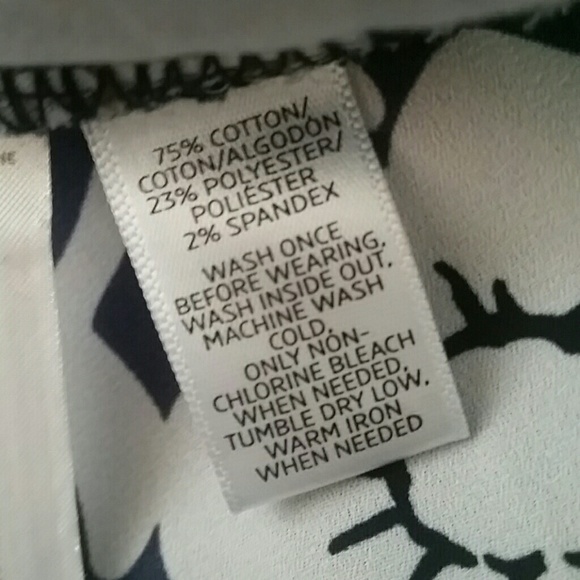 75% COTTON/
COTON/ALGODÓN
23% POLYESTER/
POLIÉSTER
2% SPANDEX
WASH ONCE
BEFORE WEARING.
WASH INSIDE OUT.
MACHINE WASH
COLD.
ONLY NON-
CHLORINE BLEACH
WHEN NEEDED.
TUMBLE DRY LOW.
WARM IRON
WHEN NEEDED